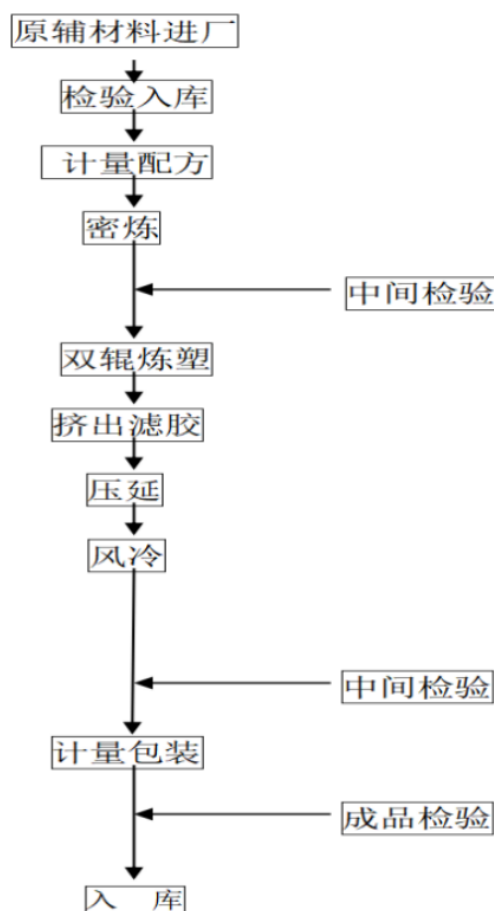 原辅材料进厂
检验入库
计量配方
密炼
中间检验
双辊炼塑
挤出滤胶
压延
风冷
中间检验
计量包装
成品检验
入 库